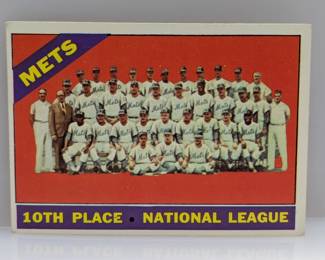 METS
10TH PLACE • NATIONAL LEAGUE